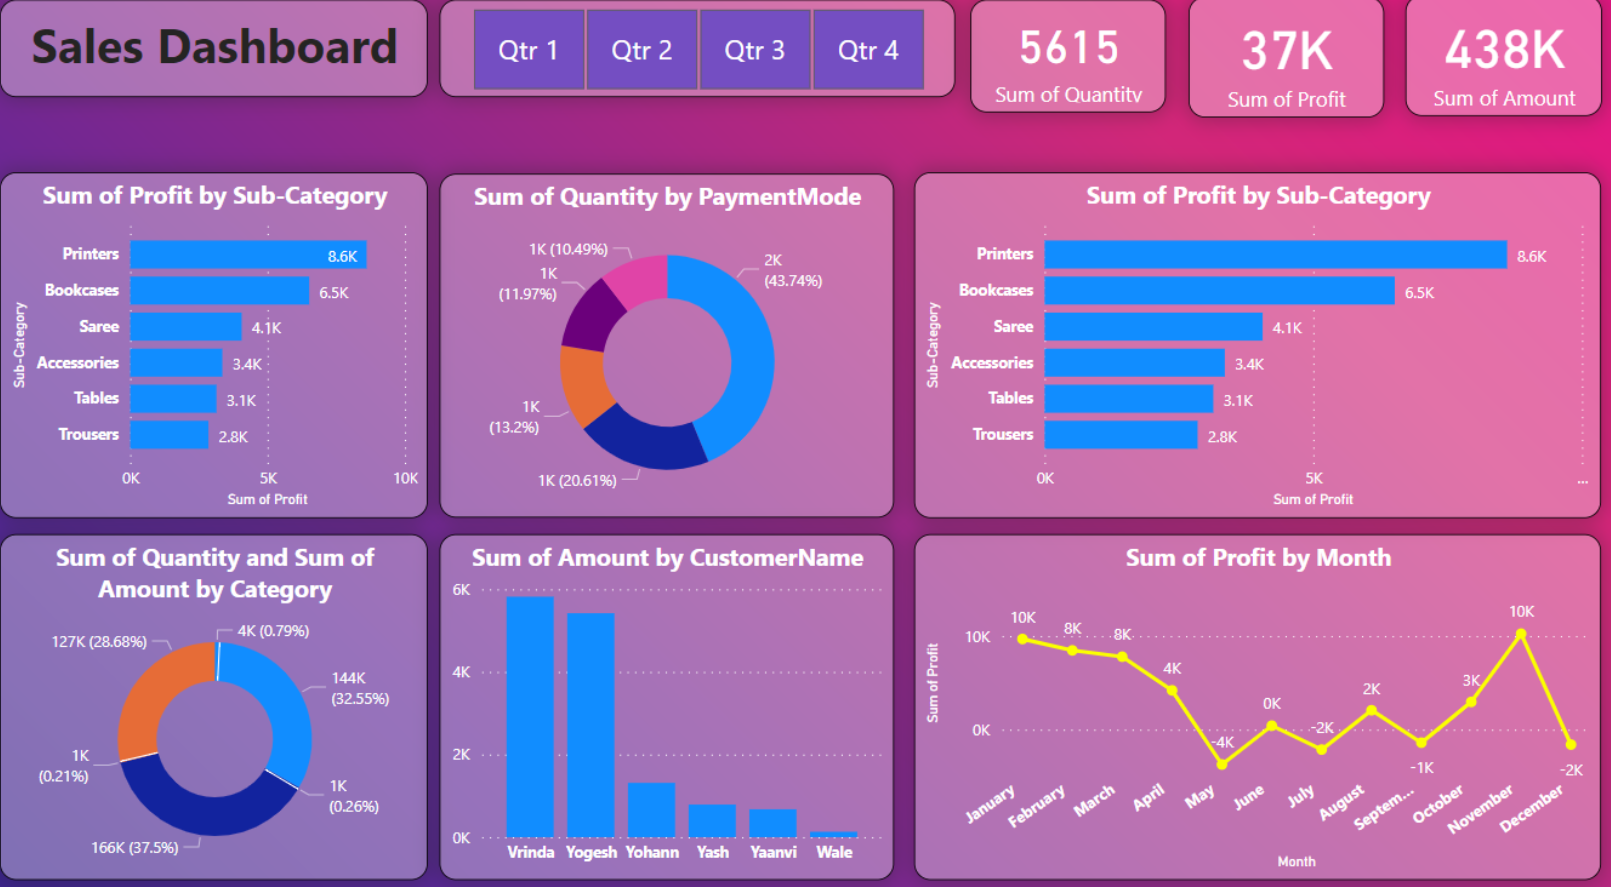 Sales Dashboard
Qtr 1
Qtr 2
Qtr 3
Qtr 4
5615
Sum of Quantity
37K
Sum of Profit
438K
Sum of Amount
Sum of Profit by Sub-Category
Sub-Category
Printers
8.6K
Bookcases
6.5K
Saree
4.1K
Accessories
3.4K
Tables
3.1K
Trousers
2.8K
0K
5K
10K
Sum of Profit
Sum of Quantity by PaymentMode
1K (10.49%)
1K
(11.97%)
2K
(43.74%)
1K
(13.2%)
1K (20.61%)
Sum of Profit by Sub-Category
Sub-Category
Printers
8.6K
Bookcases
6.5K
Saree
4.1K
Accessories
3.4K
Tables
3.1K
Trousers
2.8K
0K
5K
...
Sum of Profit
Sum of Quantity and Sum of
Amount by Category
127K (28.68%)
4K (0.79%)
144K
(32.55%)
1K
(0.21%)
1K
(0.26%)
166K (37.5%)
Sum of Amount by CustomerName
6K
4K
2K
0K
Vrinda
Yogesh
Yohann
Yash
Yaanvi
Wale
Sum of Profit by Month
Sum of Profit
10K
0K
10K
8K
8K
4K
-4K
0K
-2K
2K
-1K
3K
10K
-2K
January
February
March
April
May
June
July
August
Septem...
October
November
December
Month